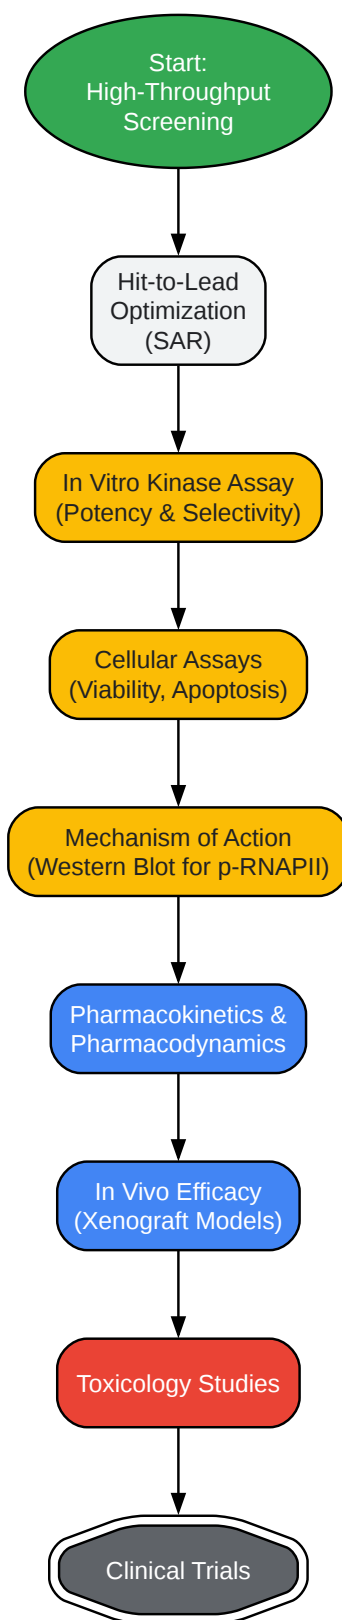 Start:
High-Throughput
Screening
Hit-to-Lead
Optimization
(SAR)
In Vitro Kinase Assay
(Potency & Selectivity)
Cellular Assays
(Viability, Apoptosis)
Mechanism of Action
(Western Blot for p-RNAPII)
Pharmacokinetics &
Pharmacodynamics
In Vivo Efficacy
(Xenograft Models)
Toxicology Studies
Clinical Trials